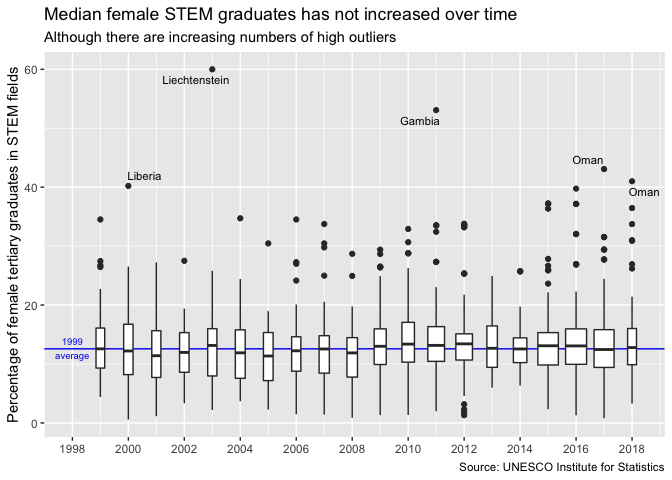 Median female STEM graduates has not increased over time
Although there are increasing numbers of high outliers
Percentage of female tertiary graduates in STEM fields
60
40
20
0
Liechtenstein
Gambia
Oman
Liberia
Oman
1999
average
1998 2000 2002 2004 2006 2008 2010 2012 2014 2016 2018
Source: UNESCO Institute for Statistics